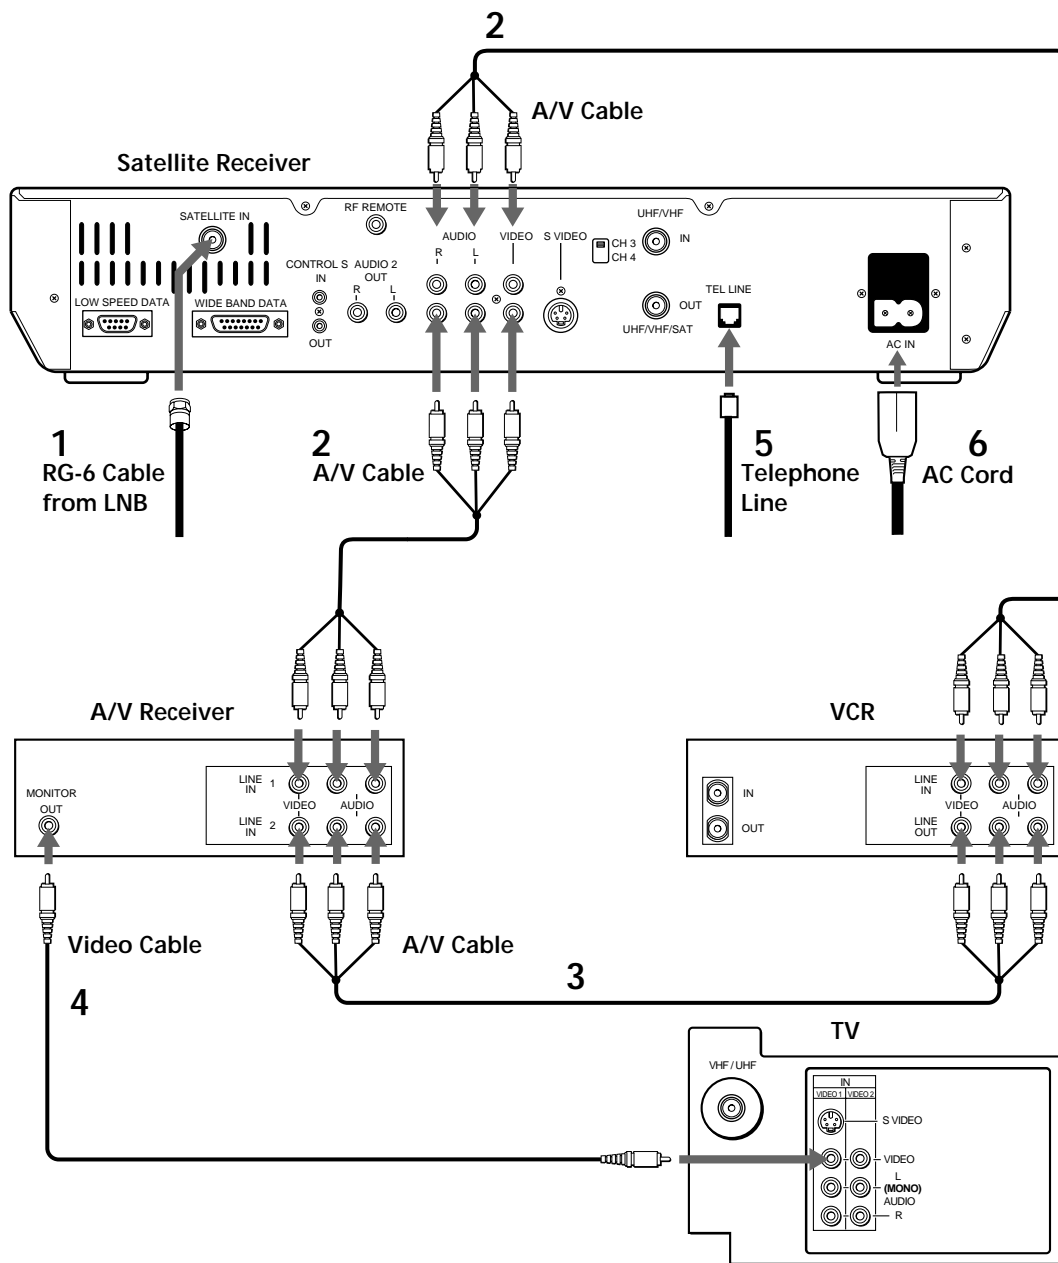 2
A/V Cable
Satellite Receiver
SATELLITE IN
RF REMOTE
AUDIO
R
L
VIDEO
S VIDEO
CH 3
CH 4
UHF/VHF
IN
CONTROL S
IN
OUT
AUDIO 2
OUT
R
L
LOW SPEED DATA
WIDE BAND DATA
OUT
UHF/VHF/SAT
TEL LINE
AC IN
1
RG-6 Cable
from LNB
2
A/V Cable
5
Telephone
Line
6
AC Cord
A/V Receiver
MONITOR
OUT
LINE
IN
1
VIDEO
AUDIO
LINE
IN
2
VCR
IN
OUT
LINE
IN
VIDEO
AUDIO
LINE
OUT
Video Cable
A/V Cable
4
3
TV
VHF / UHF
IN
VIDEO 1
VIDEO 2
S VIDEO
VIDEO
L
(MONO)
AUDIO
R